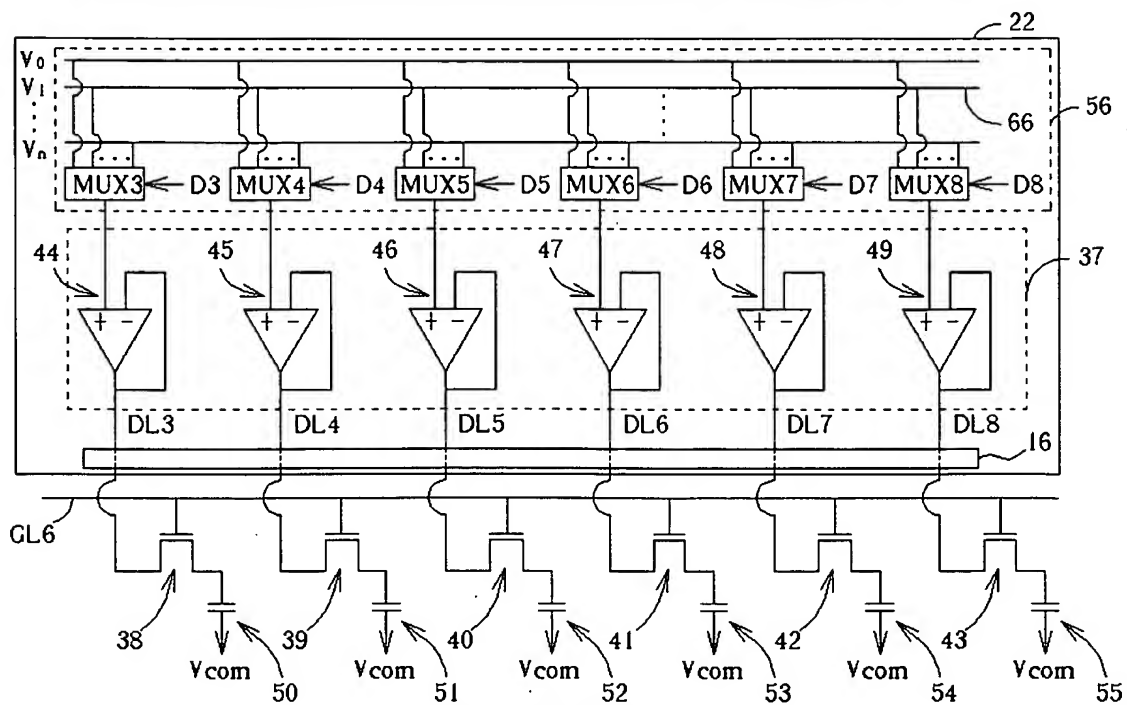 22
V0
V1
56
66
Vn
MUX3 D3 MUX4 D4 MUX5 D5 MUX6 D6 MUX7 D7 MUX8 D8
44 45 46 47 48 49 37
+ - + - + - + - + - + -
DL3 DL4 DL5 DL6 DL7 DL8
16
GL6
38 39 40 41 42 43
Vcom 50 Vcom 51 Vcom 52 Vcom 53 Vcom 54 Vcom 55